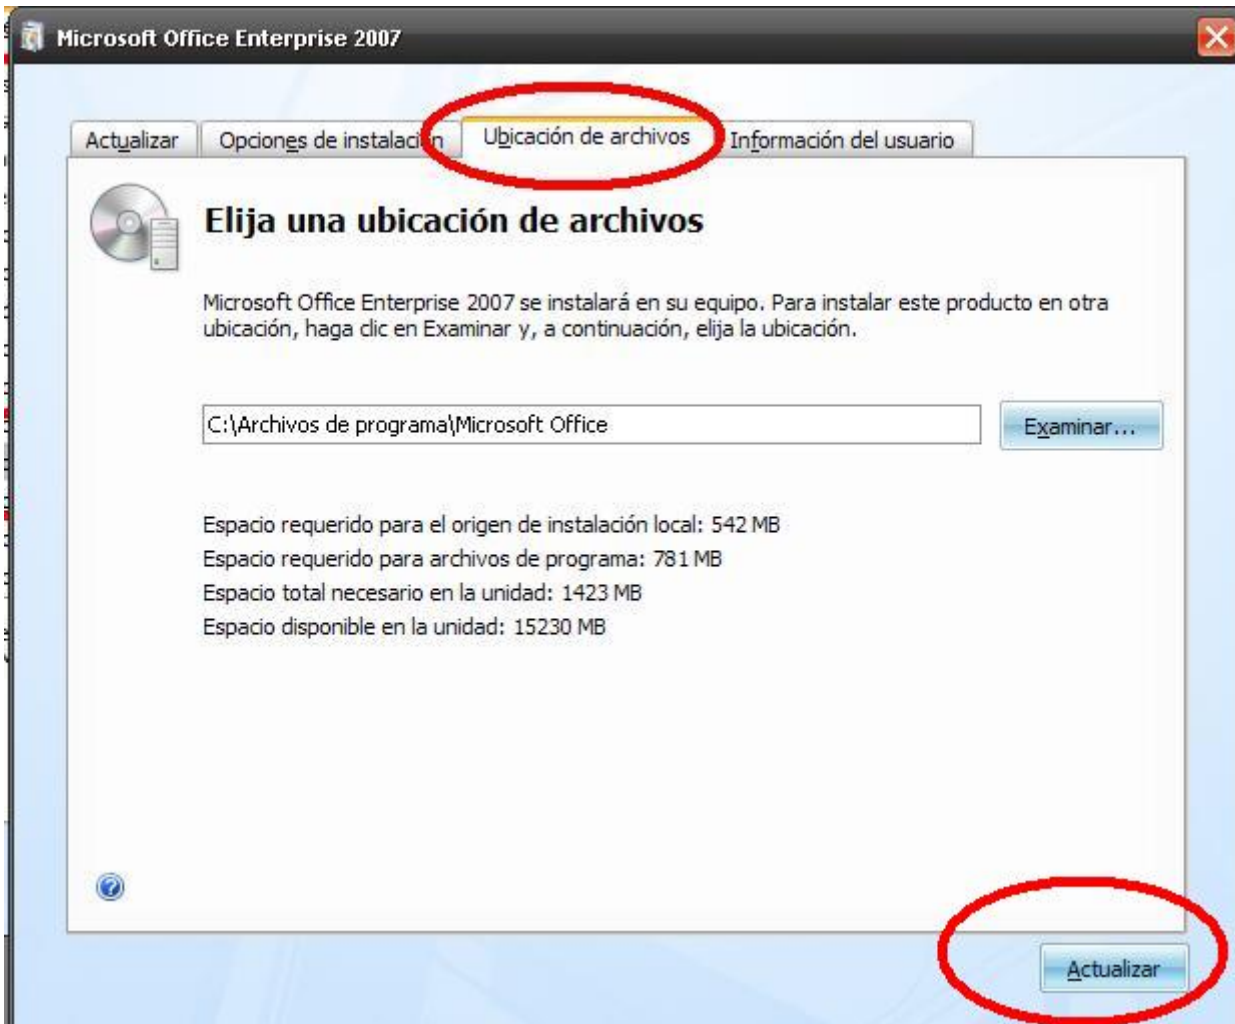 Microsoft Office Enterprise 2007
Actualizar
Opciones de instalación
Ubicación de archivos
Información del usuario
Elija una ubicación de archivos
Microsoft Office Enterprise 2007 se instalará en su equipo. Para instalar este producto en otra
ubicación, haga clic en Examinar y, a continuación, elija la ubicación.
C:\Archivos de programa\Microsoft Office
Examinar...
Espacio requerido para el origen de instalación local: 542 MB
Espacio requerido para archivos de programa: 781 MB
Espacio total necesario en la unidad: 1423 MB
Espacio disponible en la unidad: 15230 MB
Actualizar